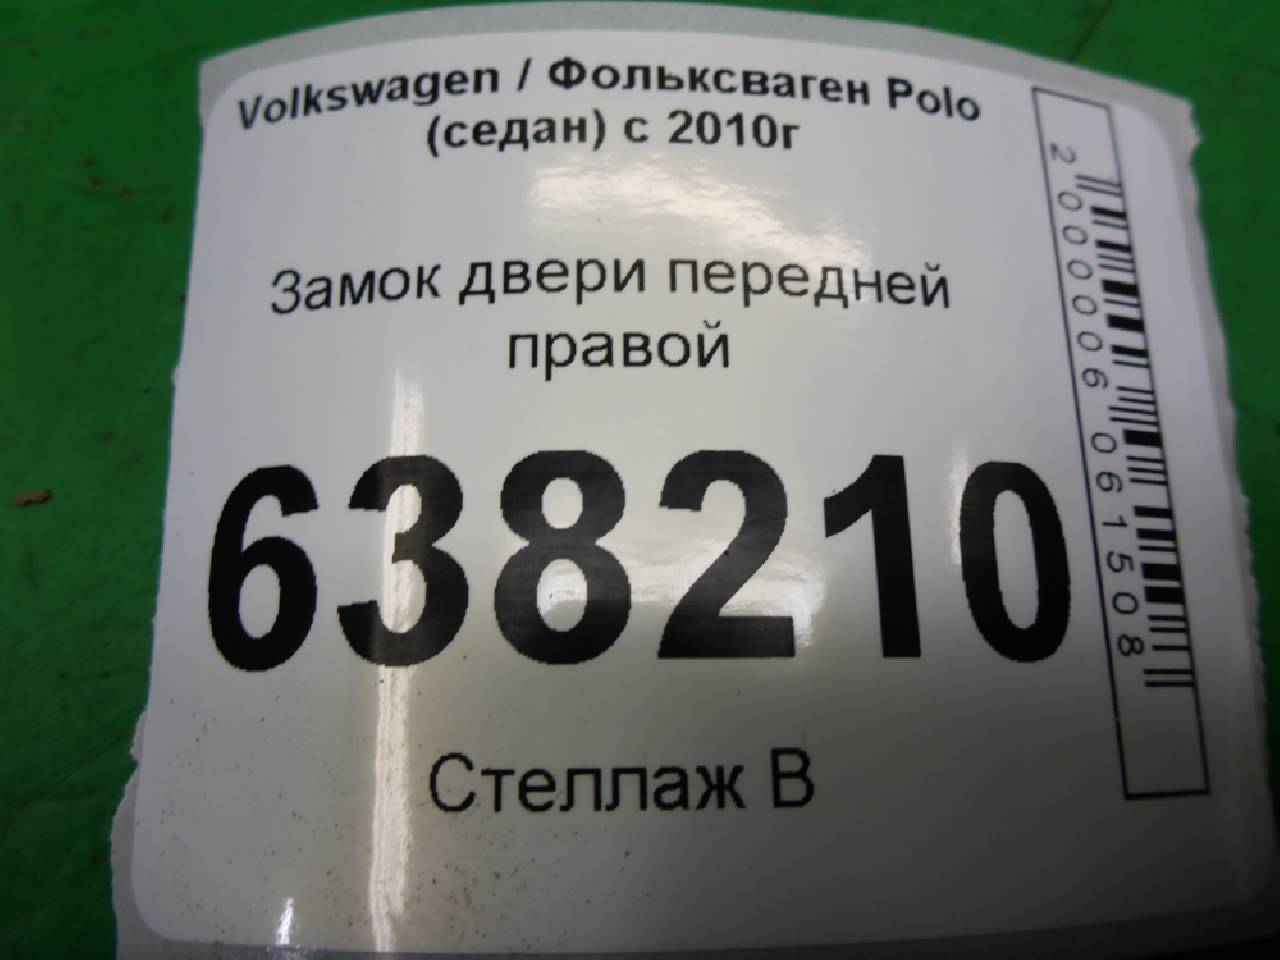 Volkswagen / Фольксваген Polo
(седан) с 2010г
Замок двери передней
правой
638210
Стеллаж В
2000006061508